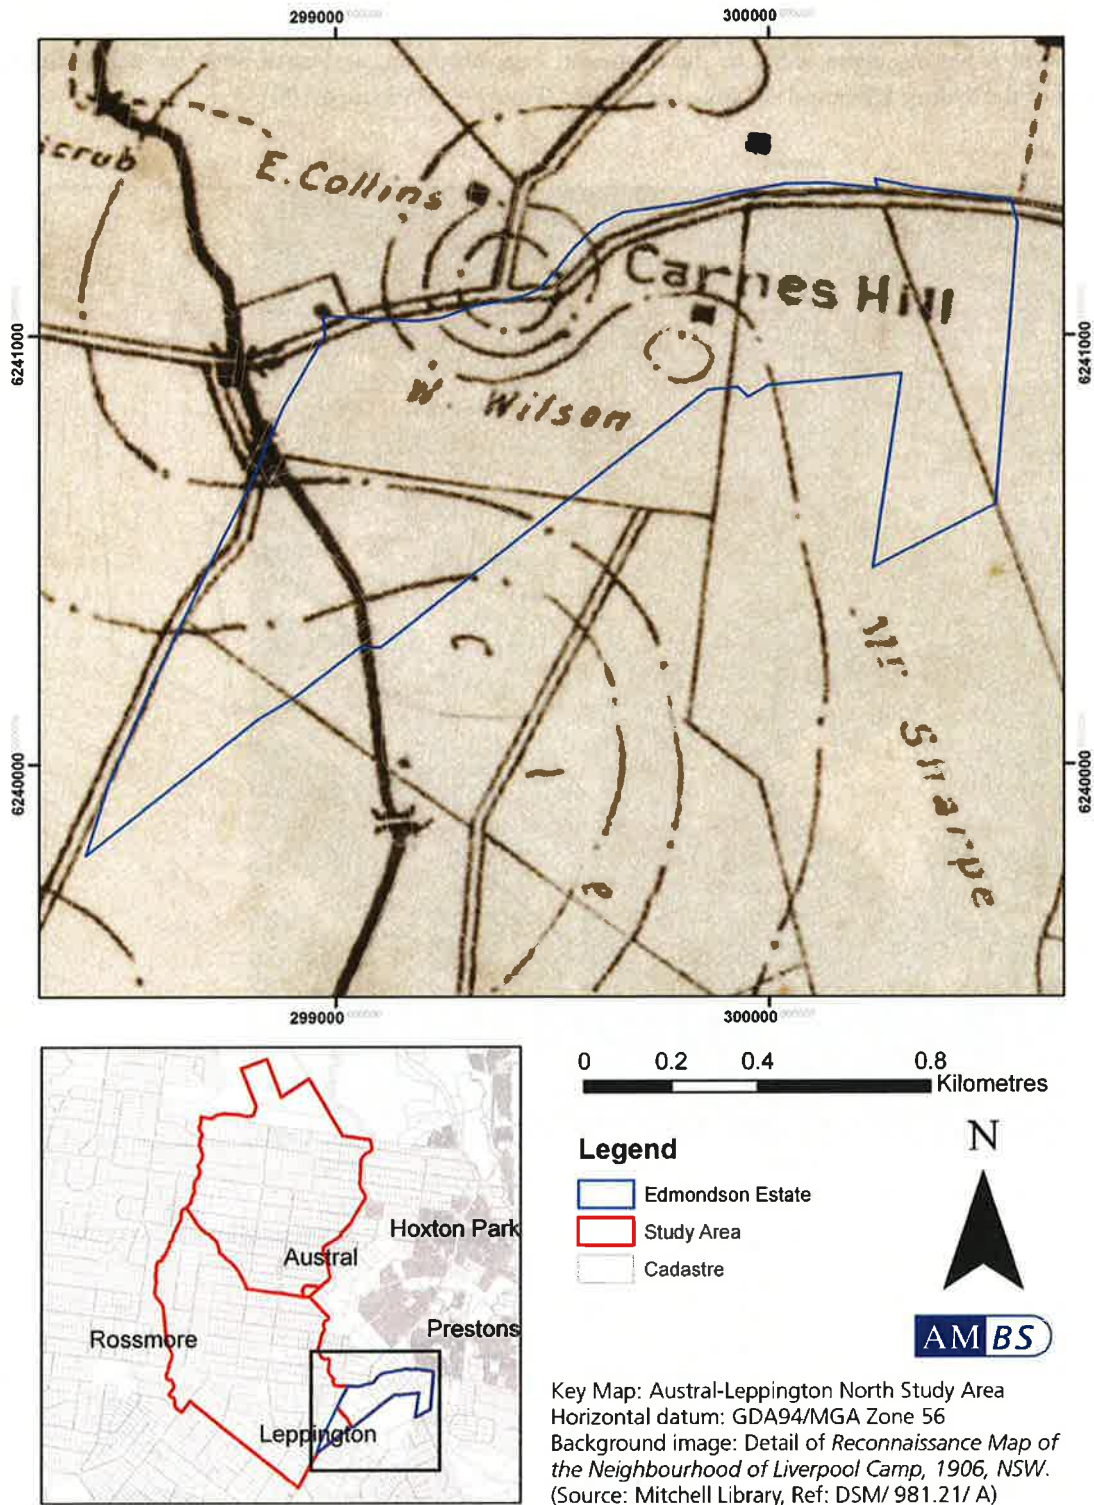 299000
300000
scrub
E. Collins
Carnes Hill
6241000
6241000
W. Wilson
Mr Sharpe
6240000
6240000
299000
300000
0 0.2 0.4 0.8
Kilometres
Legend
Edmondson Estate
Study Area
Cadastre
N
AMBS
Hoxton Park
Austral
Prestons
Rossmore
Leppington
Key Map: Austral-Leppington North Study Area
Horizontal datum: GDA94/MGA Zone 56
Background image: Detail of Reconnaissance Map of
the Neighbourhood of Liverpool Camp, 1906, NSW.
(Source: Mitchell Library, Ref: DSM/ 981.21/ A)